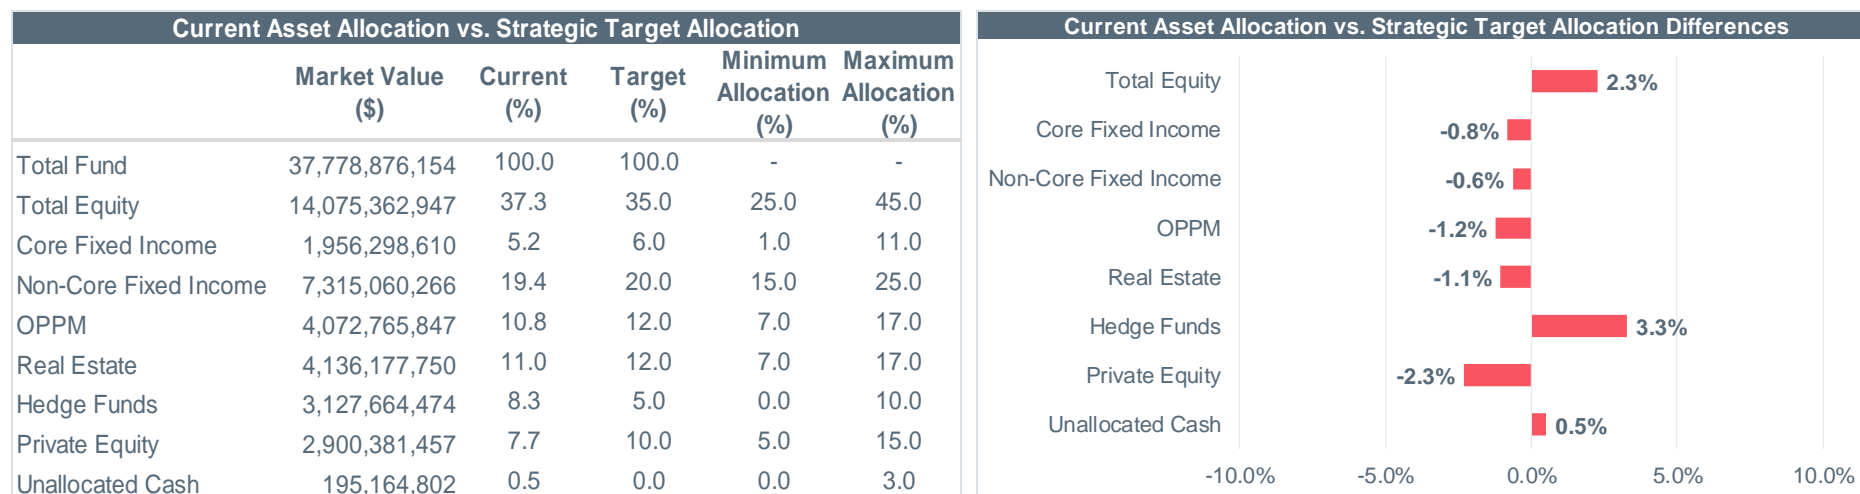 Current Asset Allocation vs. Strategic Target Allocation
Market Value ($) Current (%) Target (%) Minimum Allocation (%) Maximum Allocation (%)
Total Fund 37,778,876,154 100.0 100.0 - -
Total Equity 14,075,362,947 37.3 35.0 25.0 45.0
Core Fixed Income 1,956,298,610 5.2 6.0 1.0 11.0
Non-Core Fixed Income 7,315,060,266 19.4 20.0 15.0 25.0
OPPM 4,072,765,847 10.8 12.0 7.0 17.0
Real Estate 4,136,177,750 11.0 12.0 7.0 17.0
Hedge Funds 3,127,664,474 8.3 5.0 0.0 10.0
Private Equity 2,900,381,457 7.7 10.0 5.0 15.0
Unallocated Cash 195,164,802 0.5 0.0 0.0 3.0
Current Asset Allocation vs. Strategic Target Allocation Differences
Total Equity 2.3%
Core Fixed Income -0.8%
Non-Core Fixed Income -0.6%
OPPM -1.2%
Real Estate -1.1%
Hedge Funds 3.3%
Private Equity -2.3%
Unallocated Cash 0.5%
-10.0% -5.0% 0.0% 5.0% 10.0%